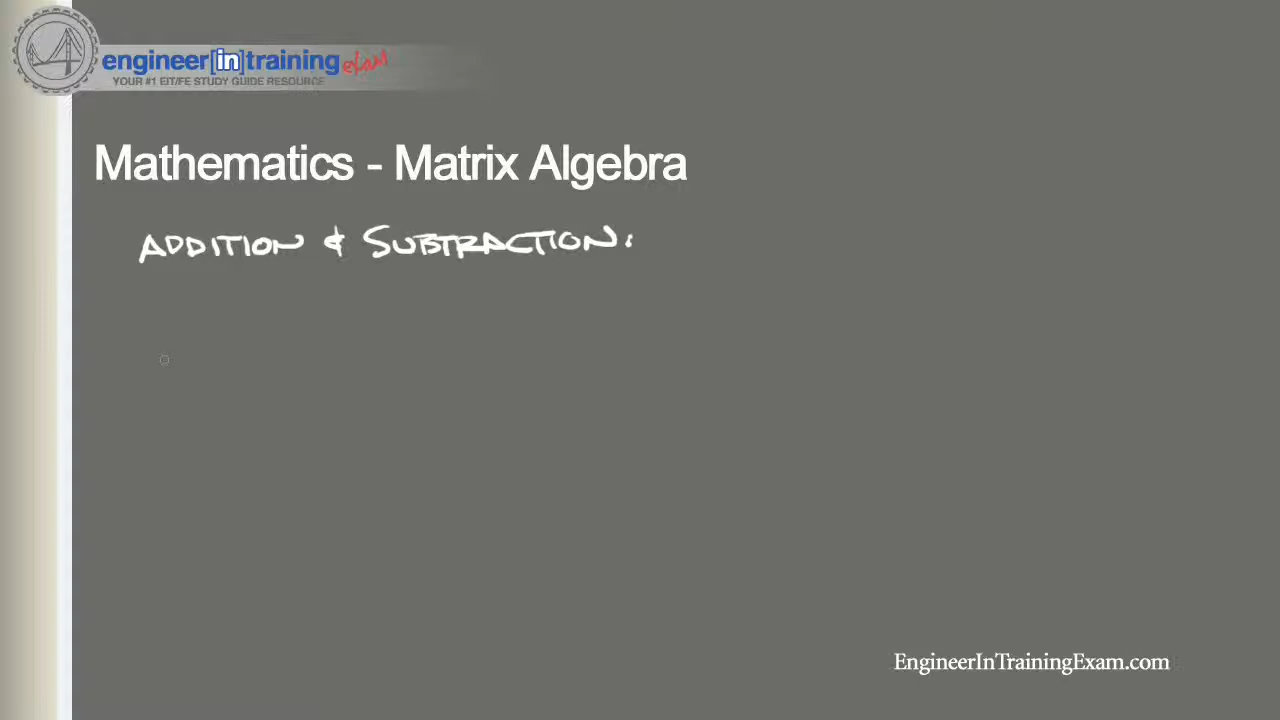 engineer[in]training exam
YOUR #1 EIT/FE STUDY GUIDE RESOURCE
Mathematics - Matrix Algebra
ADDITION & SUBTRACTION:
EngineerInTrainingExam.com